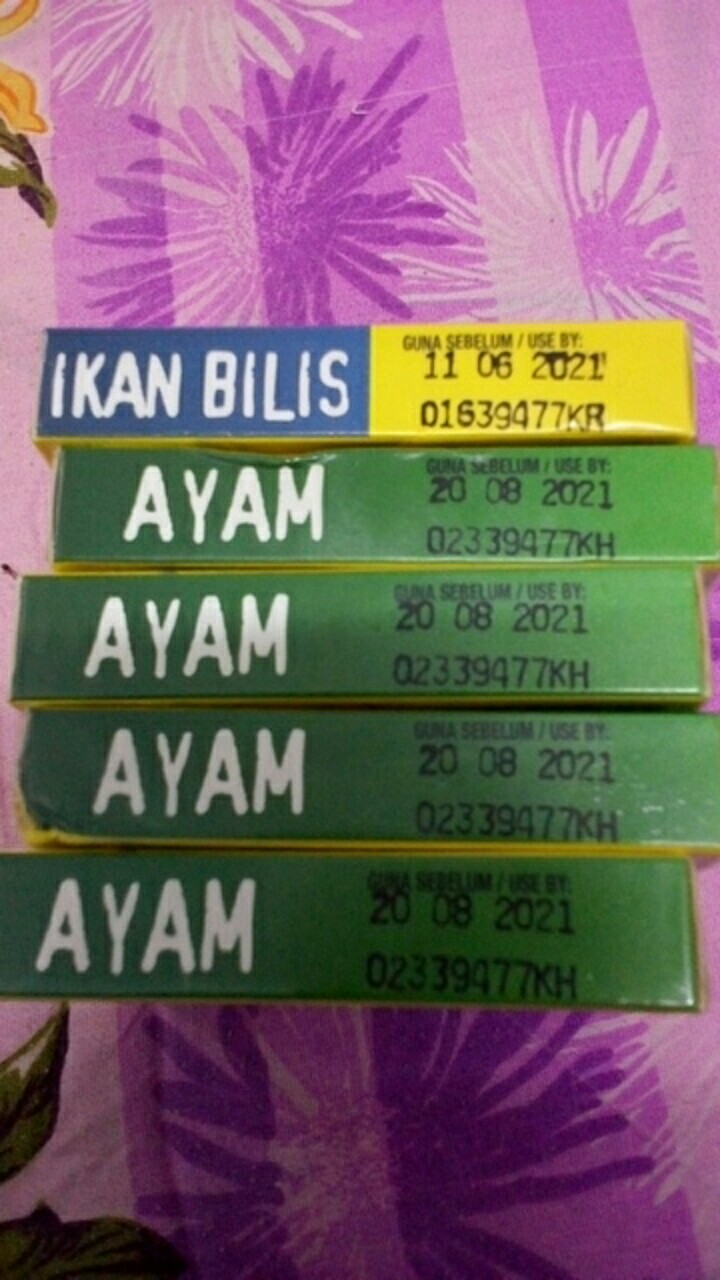 IKAN BILIS
GUNA SEBELUM / USE BY:
11 06 2021
01639477KR
AYAM
GUNA SEBELUM / USE BY:
20 08 2021
02339477KH
AYAM
GUNA SEBELUM / USE BY:
20 08 2021
02339477KH
AYAM
GUNA SEBELUM / USE BY:
20 08 2021
02339477KH
AYAM
GUNA SEBELUM / USE BY:
20 08 2021
02339477KH